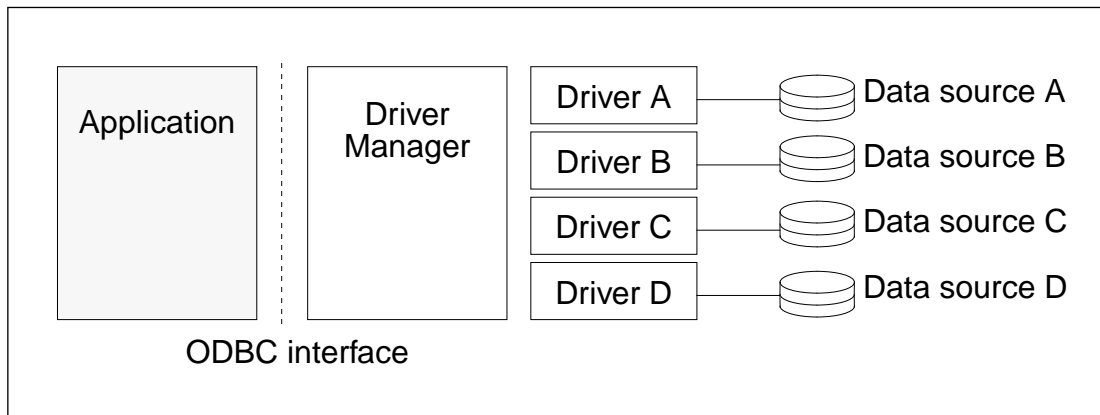 Application
Driver
Manager
Driver A
Data source A
Driver B
Data source B
Driver C
Data source C
Driver D
Data source D
ODBC interface